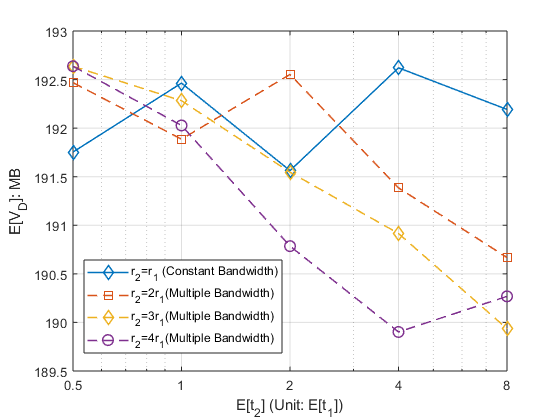 193
192.5
192
191.5
191
190.5
190
189.5
E[V_D]: MB
r_2=r_1 (Constant Bandwidth)
r_2=2r_1(Multiple Bandwidth)
r_2=3r_1(Multiple Bandwidth)
r_2=4r_1(Multiple Bandwidth)
0.5 1 2 4 8
E[t_2] (Unit: E[t_1])